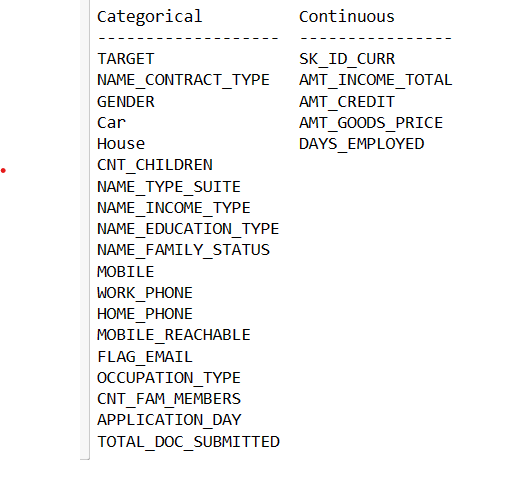 Categorical Continuous
------------------- ----------------
TARGET SK_ID_CURR
NAME_CONTRACT_TYPE AMT_INCOME_TOTAL
GENDER AMT_CREDIT
Car AMT_GOODS_PRICE
House DAYS_EMPLOYED
CNT_CHILDREN
NAME_TYPE_SUITE
NAME_INCOME_TYPE
NAME_EDUCATION_TYPE
NAME_FAMILY_STATUS
MOBILE
WORK_PHONE
HOME_PHONE
MOBILE_REACHABLE
FLAG_EMAIL
OCCUPATION_TYPE
CNT_FAM_MEMBERS
APPLICATION_DAY
TOTAL_DOC_SUBMITTED